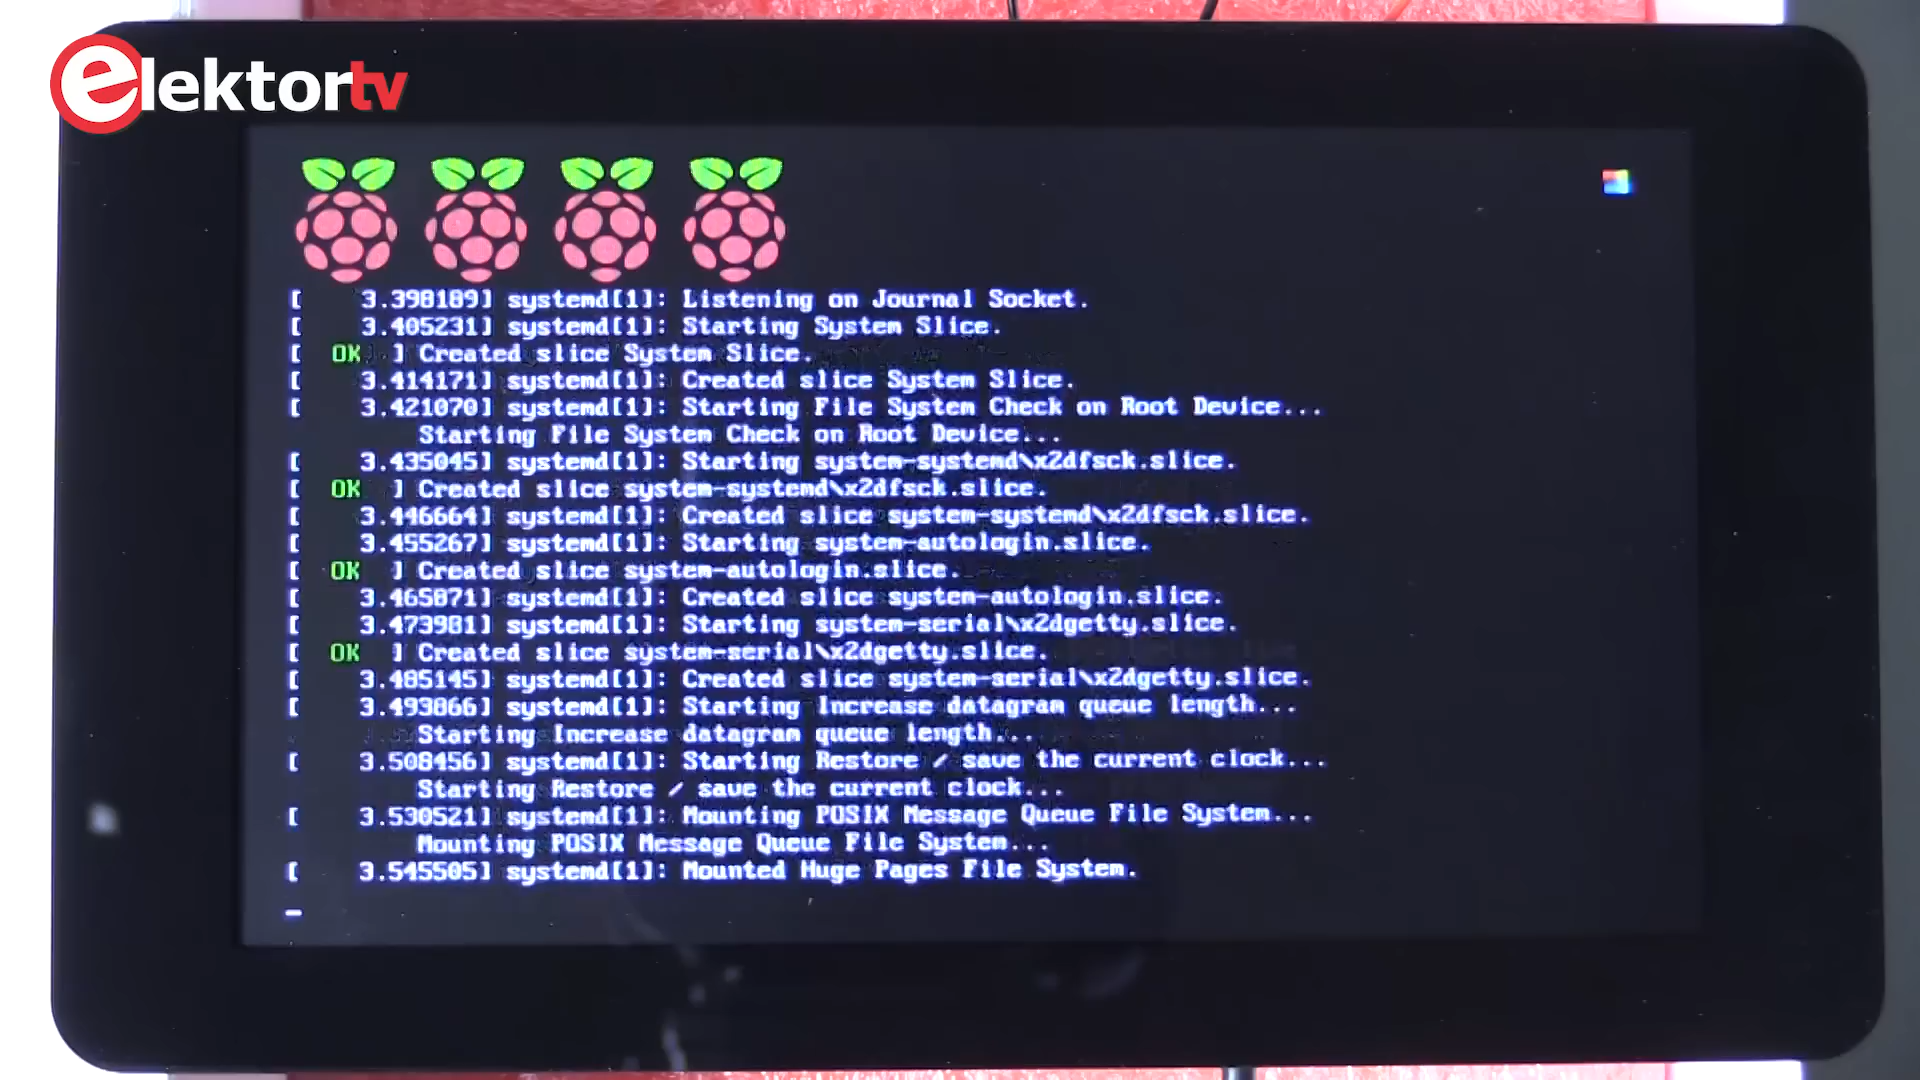 elektortv
[ 3.398189] systemd[1]: Listening on Journal Socket.
[ 3.405231] systemd[1]: Starting System Slice.
[ OK ] Created slice System Slice.
[ 3.414171] systemd[1]: Created slice System Slice.
[ 3.421070] systemd[1]: Starting File System Check on Root Device...
Starting File System Check on Root Device...
[ 3.435045] systemd[1]: Starting system-systemd\x2dfsck.slice.
[ OK ] Created slice system-systemd\x2dfsck.slice.
[ 3.446664] systemd[1]: Created slice system-systemd\x2dfsck.slice.
[ 3.455267] systemd[1]: Starting system-autologin.slice.
[ OK ] Created slice system-autologin.slice.
[ 3.465871] systemd[1]: Created slice system-autologin.slice.
[ 3.473981] systemd[1]: Starting system-serial\x2dgetty.slice.
[ OK ] Created slice system-serial\x2dgetty.slice.
[ 3.485145] systemd[1]: Created slice system-serial\x2dgetty.slice.
[ 3.493866] systemd[1]: Starting Increase datagram queue length...
Starting Increase datagram queue length...
[ 3.508456] systemd[1]: Starting Restore / save the current clock...
Starting Restore / save the current clock...
[ 3.530521] systemd[1]: Mounting POSIX Message Queue File System...
Mounting POSIX Message Queue File System...
[ 3.545505] systemd[1]: Mounted Huge Pages File System.